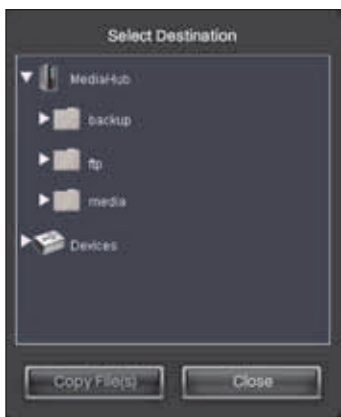 Select Destination
MediaHub
backup
ftp
media
Devices
Copy File(s)
Close